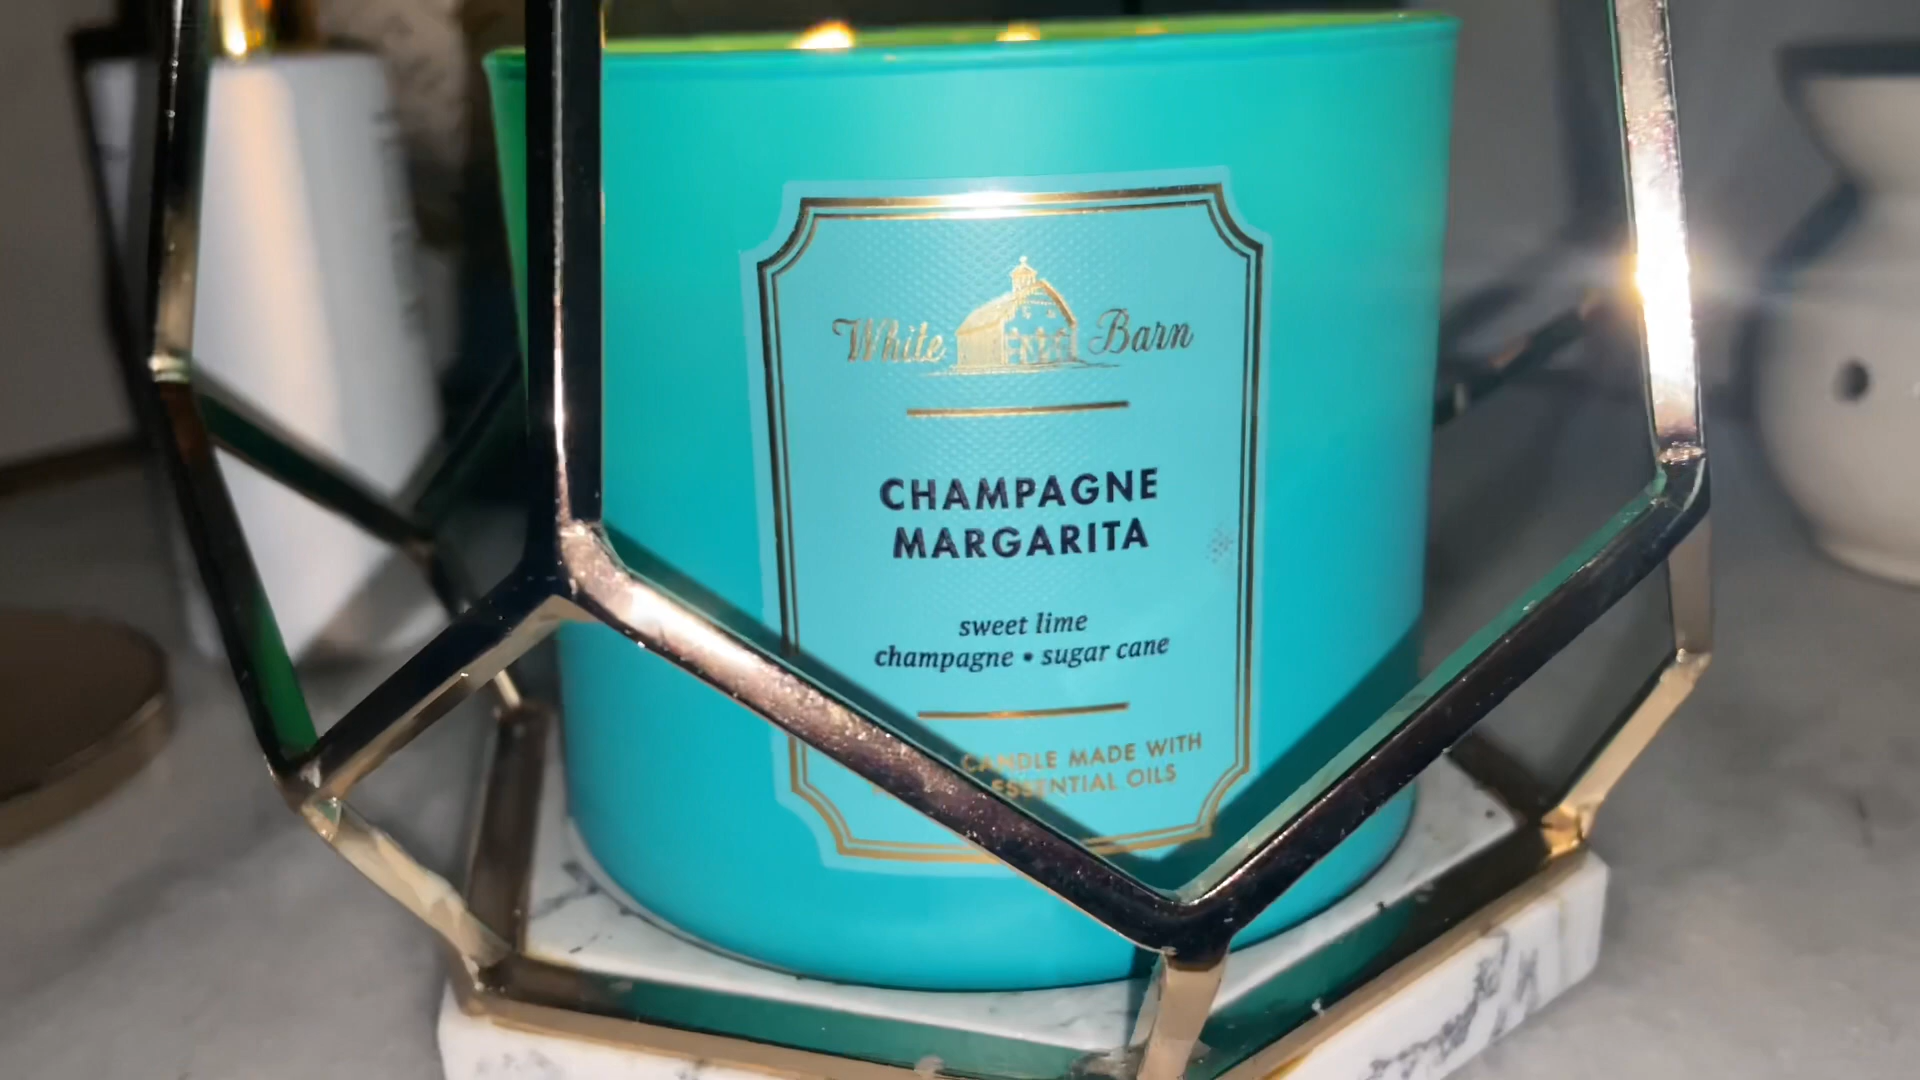 White Barn
CHAMPAGNE
MARGARITA
sweet lime
champagne • sugar cane
CANDLE MADE WITH
ESSENTIAL OILS